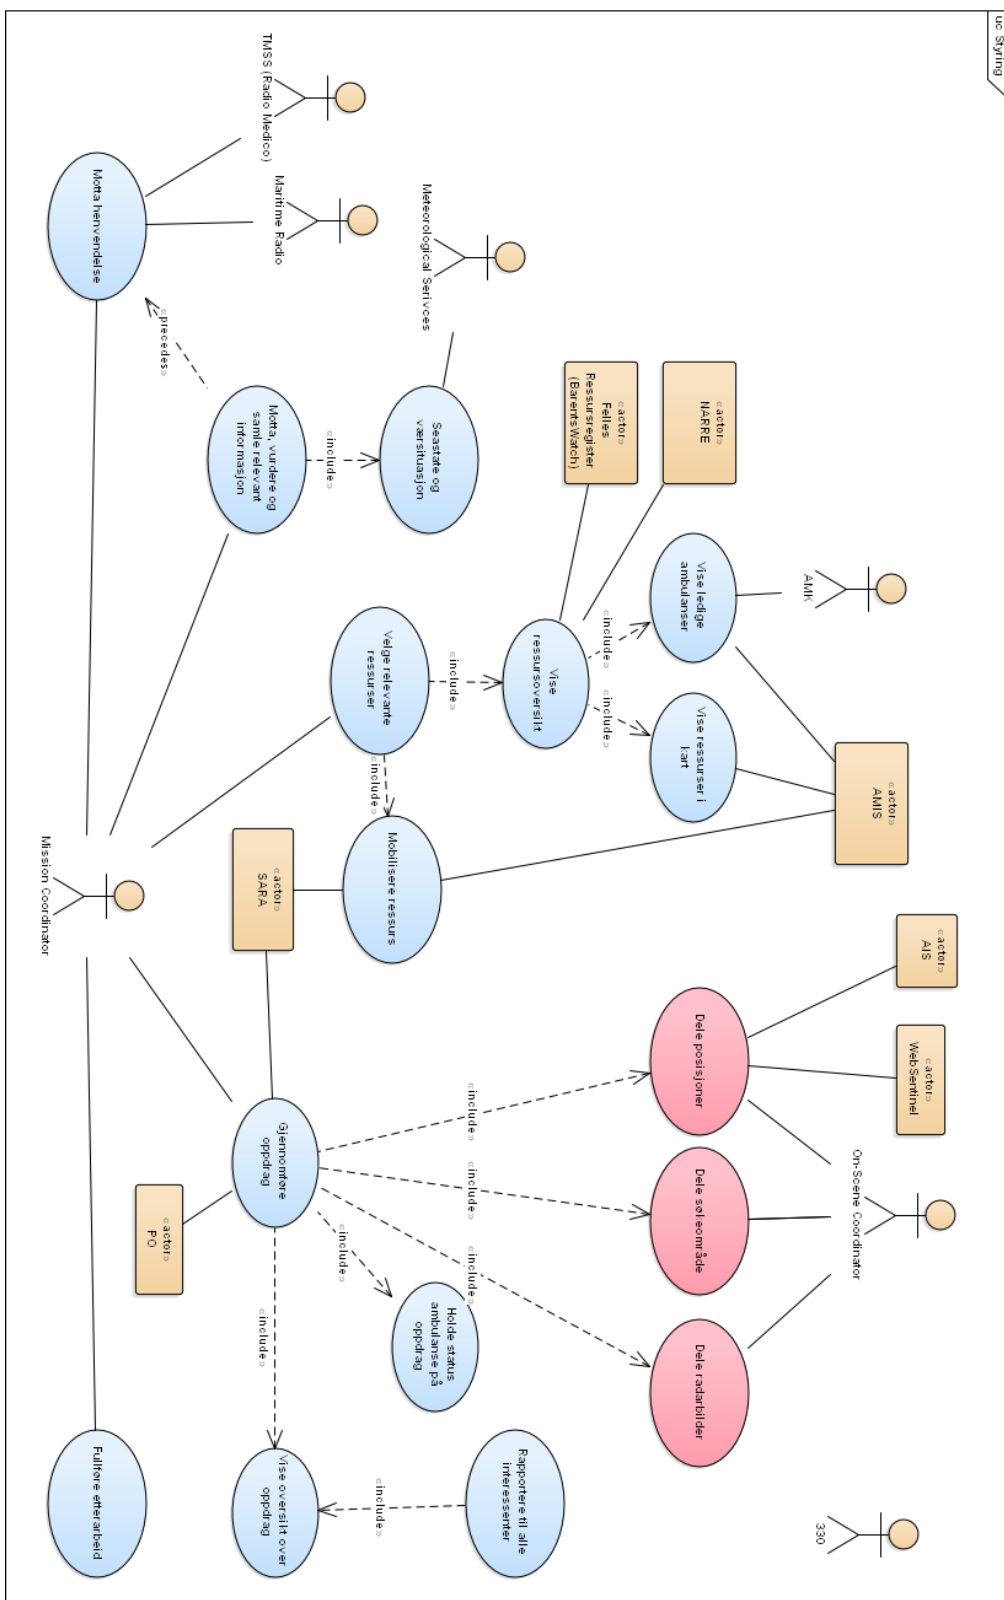 uc Styring
TMSS (Radio Medico)
Maritime Radio
Meteorological Serivces
Motta henvendelse
«precedes»
Motta, vurdere og
samle relevant
informasjon
«include»
Seastate og
værsituasjon
«actor»
Felles
Ressursregister
(BarentsWatch)
«actor»
NARRE
Vise ledige
ambulanser
AMK
«include»
Vise
ressursoversikt
«include»
Velge relevante
ressurser
«include»
Vise ressurser i
kart
«actor»
AMIS
«include»
Mobilisere ressurs
«actor»
SARA
Mission Coordinator
«actor»
AIS
«actor»
WebSentinel
Dele posisjoner
On-Scene Coordinator
«include»
Dele søkeområde
«include»
Gjennomføre
oppdrag
«actor»
PO
«include»
«include»
Dele radarbilder
«include»
Holde status
ambulanse på
oppdrag
Rapportere til alle
interessenter
«include»
Vise oversikt over
oppdrag
Fullføre etterarbeid
330